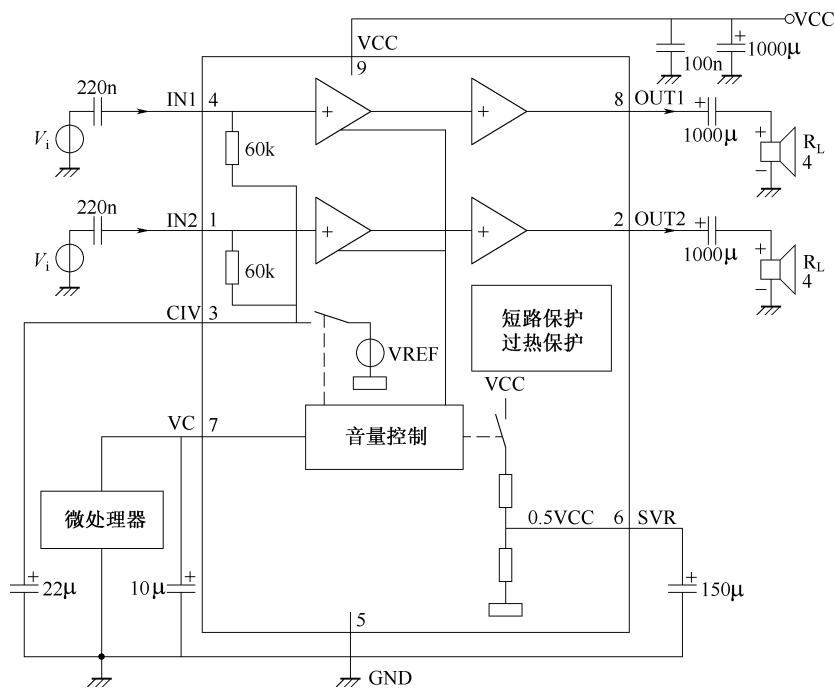 VCC
VCC
9
100n
+
1000μ
220n
IN1
4
8
OUT1
+
1000μ
Vi
+
60k
+
+
−
RL
4
220n
IN2
1
2
OUT2
+
1000μ
Vi
+
60k
+
+
−
RL
4
CIV
3
VREF
短路保护
过热保护
VCC
VC
7
音量控制
微处理器
0.5VCC
6
SVR
+
22μ
10μ
+
+
150μ
5
GND